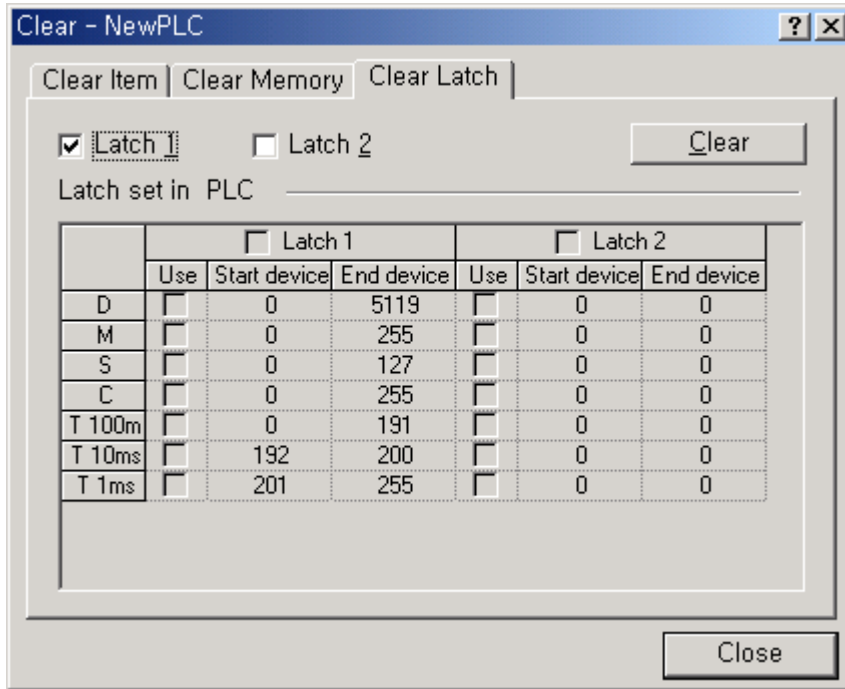 Clear - NewPLC
Clear Item Clear Memory Clear Latch
Latch 1 Latch 2 Clear
Latch set in PLC
Latch 1 Latch 2
Use Start device End device Use Start device End device
D 0 5119 0 0
M 0 255 0 0
S 0 127 0 0
C 0 255 0 0
T 100m 0 191 0 0
T 10ms 192 200 0 0
T 1ms 201 255 0 0
Close